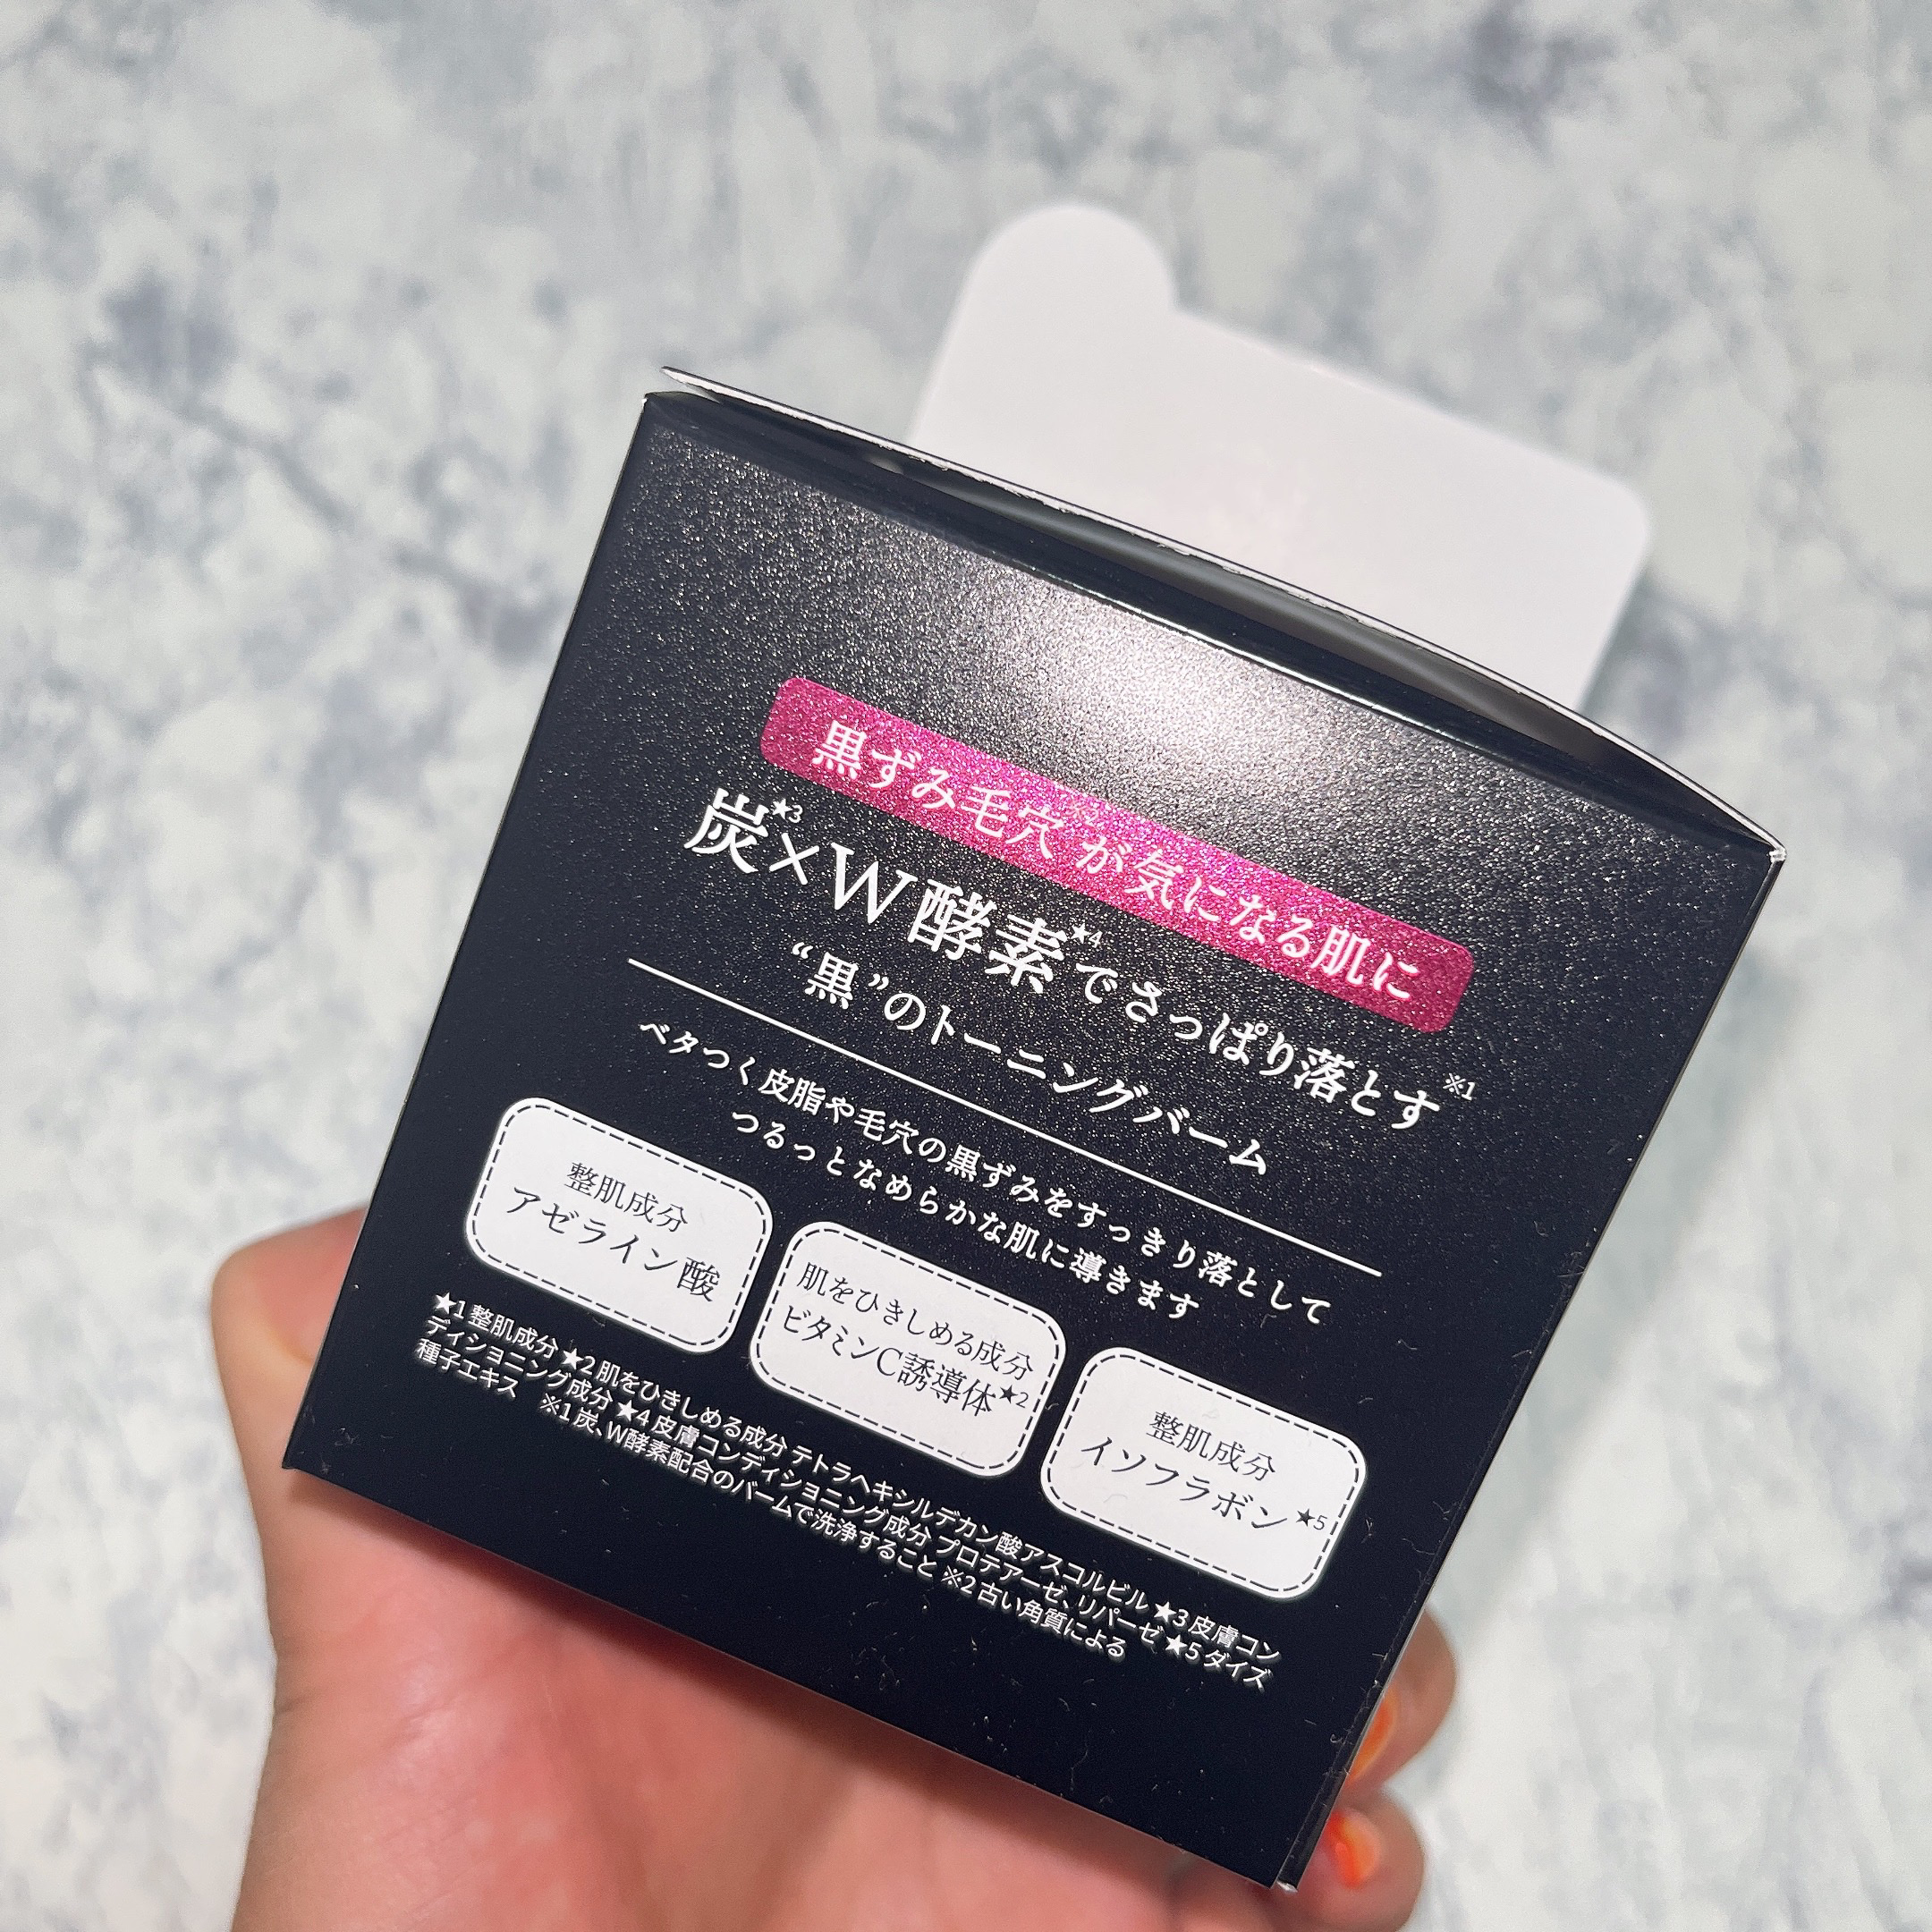 黒ずみ毛穴※2が気になる肌に
炭★3×W酵素★4でさっぱり落とす※1
“黒”のトーニングバーム
ベタつく皮脂や毛穴の黒ずみをすっきり落として
つるっとなめらかな肌に導きます
整肌成分
アゼライン酸
肌をひきしめる成分
ビタミンC誘導体★2
整肌成分
イソフラボン★5
★1 整肌成分 ★2 肌をひきしめる成分 テトラヘキシルデカン酸アスコルビル ★3 皮膚コン
ディショニング成分 ★4 皮膚コンディショニング成分 プロテアーゼ、リパーゼ ★5 ダイズ
種子エキス ※1 炭、W酵素配合のバームで洗浄すること ※2 古い角質による